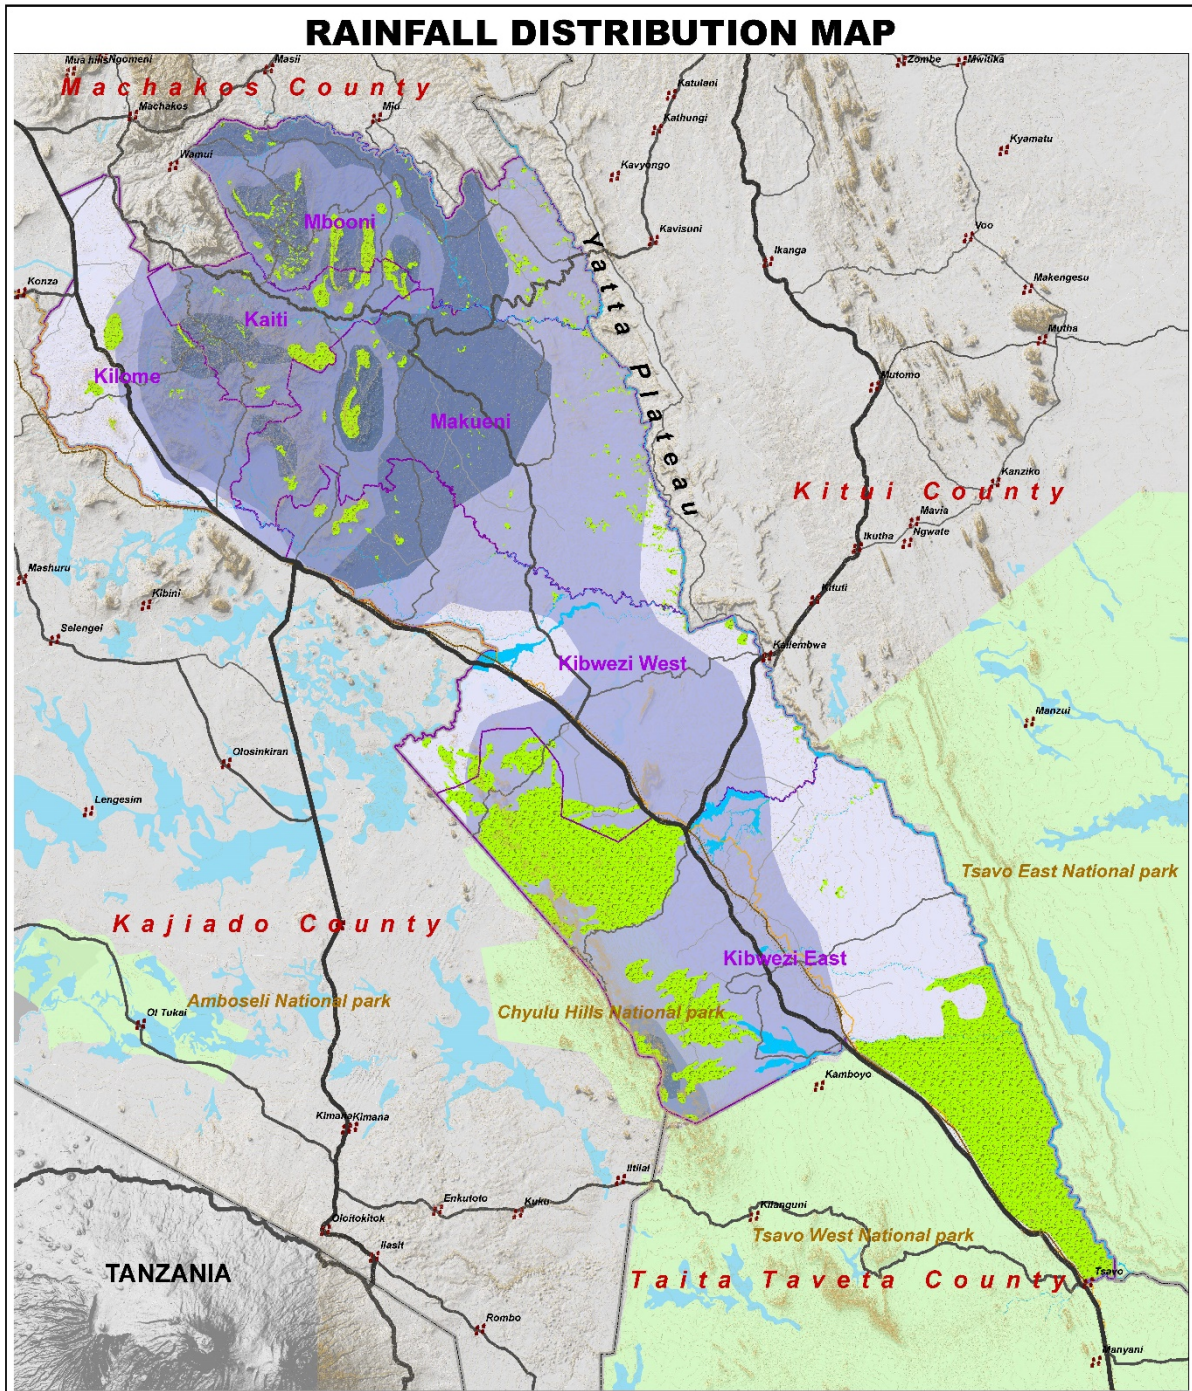 RAINFALL DISTRIBUTION MAP
Mua hills
Ngomeni
Masii
Zombe
Mwitika
Machakos County
Katulani
Machakos
Miu
Kathungi
Kyamatu
Wamui
Kavyongo
Mbooni
Kavisuni
Voo
Ikanga
Yatta Plateau
Konza
Makengesu
Kaiti
Mutha
Kilome
Mutomo
Makueni
Kanziko
Kitui County
Mavia
Ngwate
Ikutha
Mashuru
Kibini
Kituti
Selengei
Kibwezi West
Kalembwa
Manzui
Olosinkiran
Lengesim
Tsavo East National park
Kajiado County
Kibwezi East
Amboseli National park
Chyulu Hills National park
Ol Tukai
Kamboyo
Kimana
Kimana
Iltilal
Enkutoto
Kuku
Kilanguni
Oloitokitok
Tsavo West National park
Ilasit
TANZANIA
Tsavo
Taita Taveta County
Rombo
Manyani